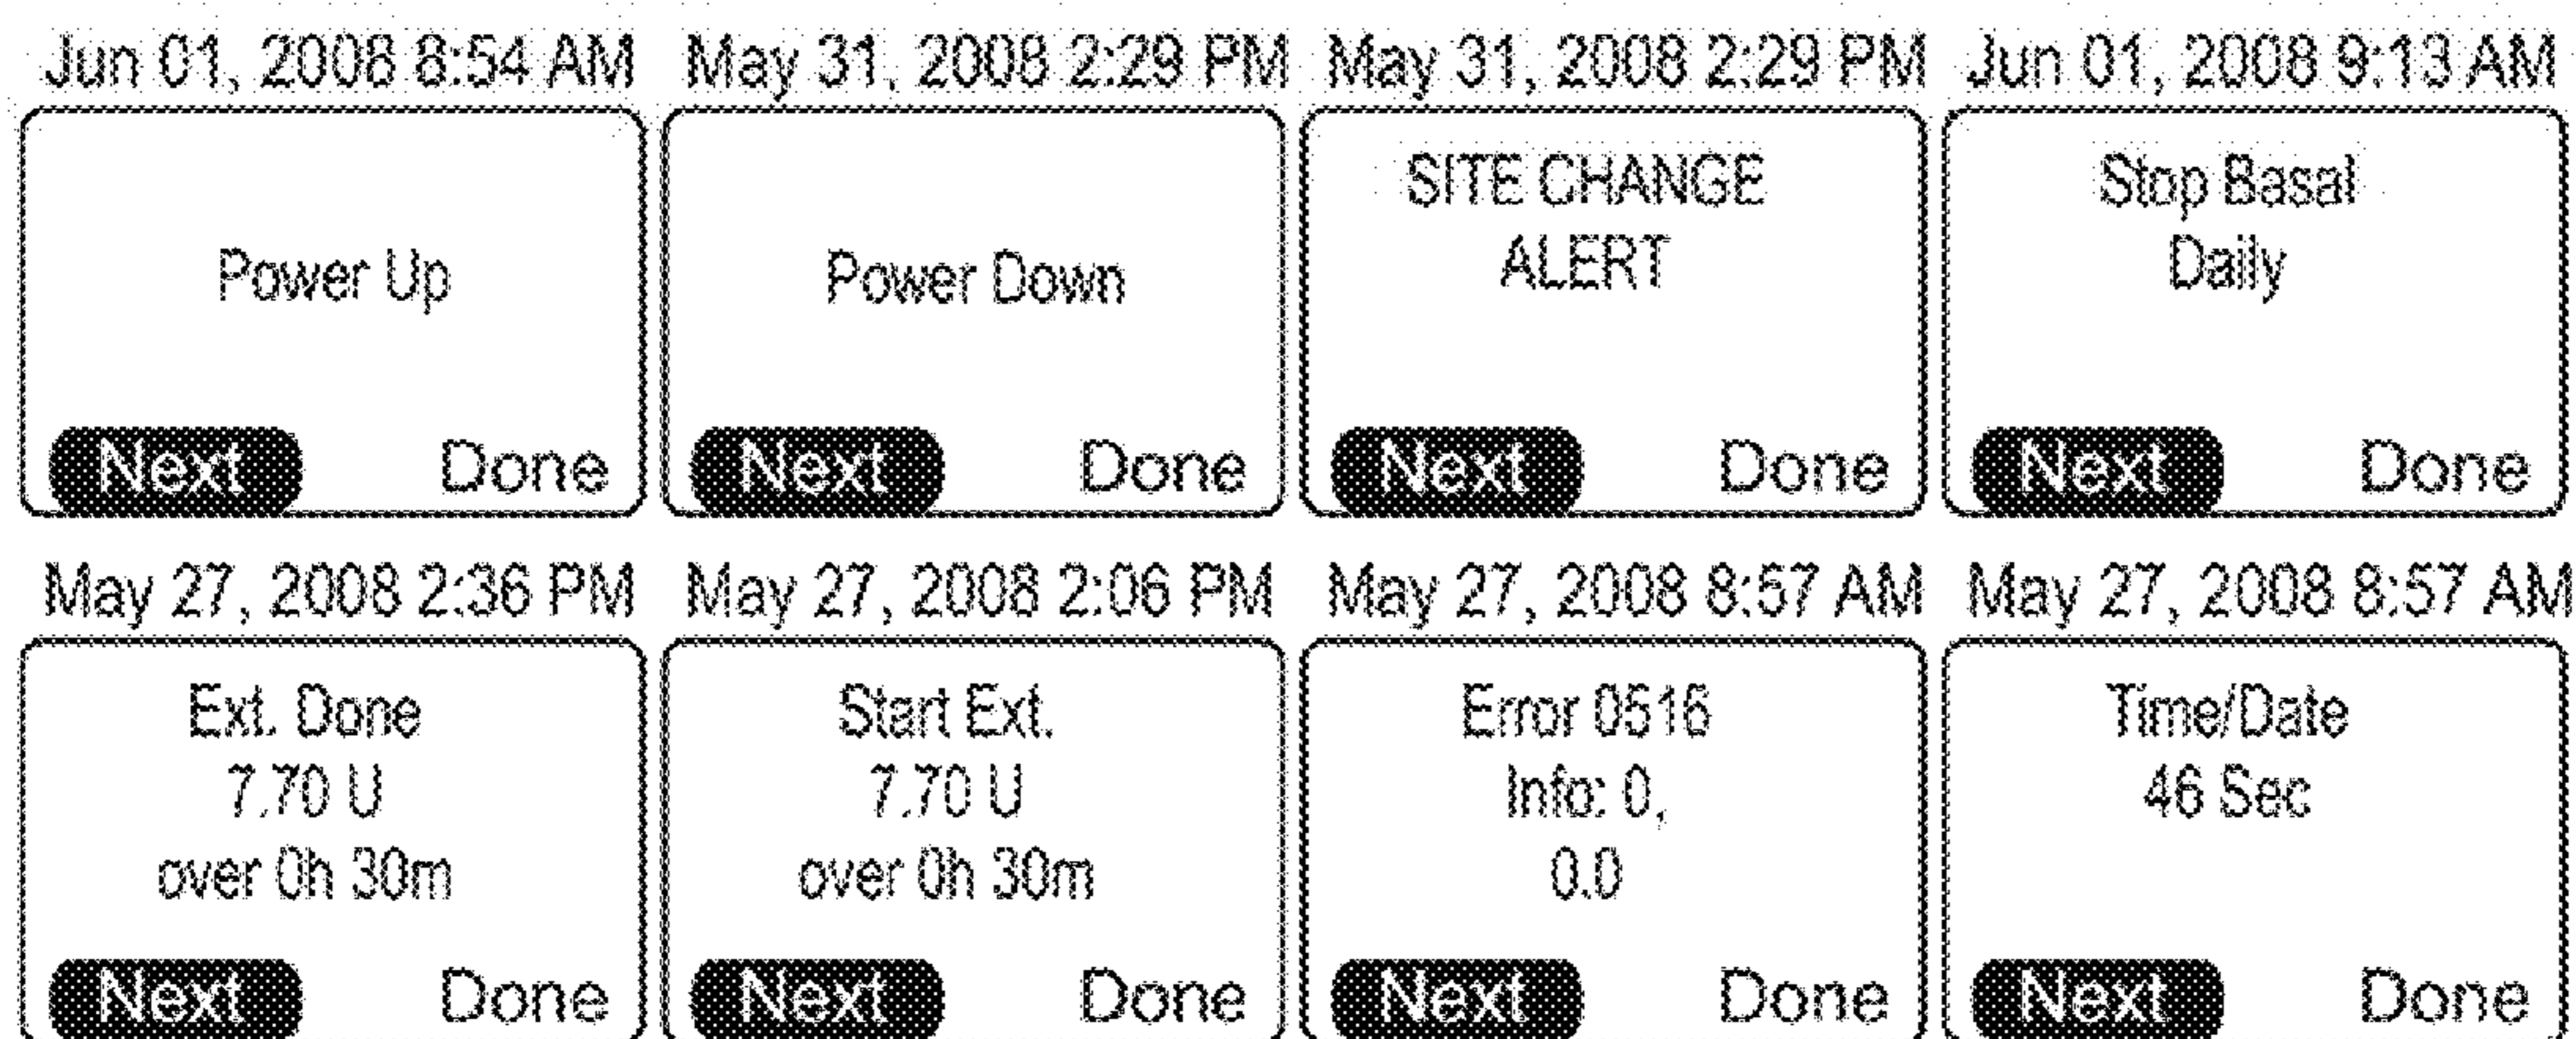 Jun 01, 2008 8:54 AM
Power Up
Next Done
May 31, 2008 2:29 PM
Power Down
Next Done
May 31, 2008 2:29 PM
SITE CHANGE
ALERT
Next Done
Jun 01, 2008 9:13 AM
Stop Basal
Daily
Next Done
May 27, 2008 2:36 PM
Ext. Done
7.70 U
over 0h 30m
Next Done
May 27, 2008 2:06 PM
Start Ext.
7.70 U
over 0h 30m
Next Done
May 27, 2008 8:57 AM
Error 0516
Info: 0,
0.0
Next Done
May 27, 2008 8:57 AM
Time/Date
46 Sec
Next Done